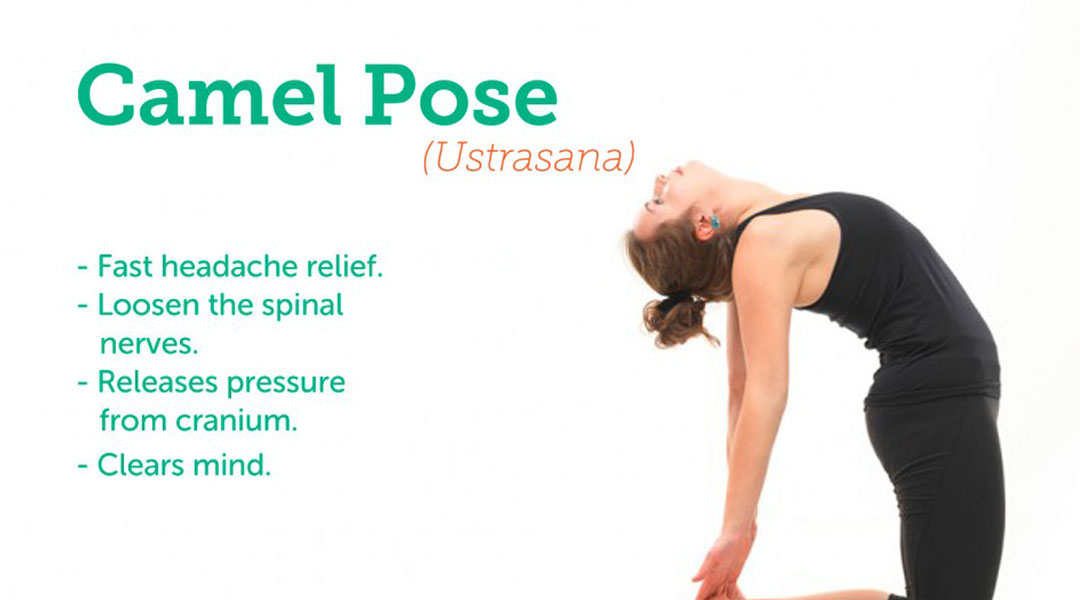 Camel Pose
(Ustrasana)
- Fast headache relief.
- Loosen the spinal
nerves.
- Releases pressure
from cranium.
- Clears mind.